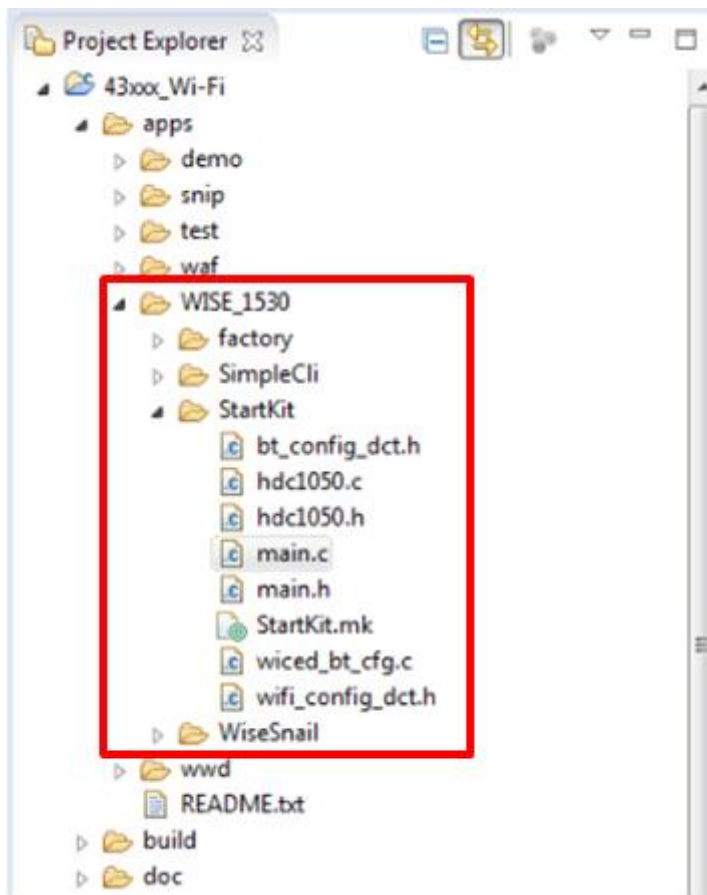 Project Explorer
43xxx_Wi-Fi
apps
demo
snip
test
waf
WISE_1530
factory
SimpleCli
StartKit
bt_config_dct.h
hdc1050.c
hdc1050.h
main.c
main.h
StartKit.mk
wiced_bt_cfg.c
wifi_config_dct.h
WiseSnail
wwd
README.txt
build
doc